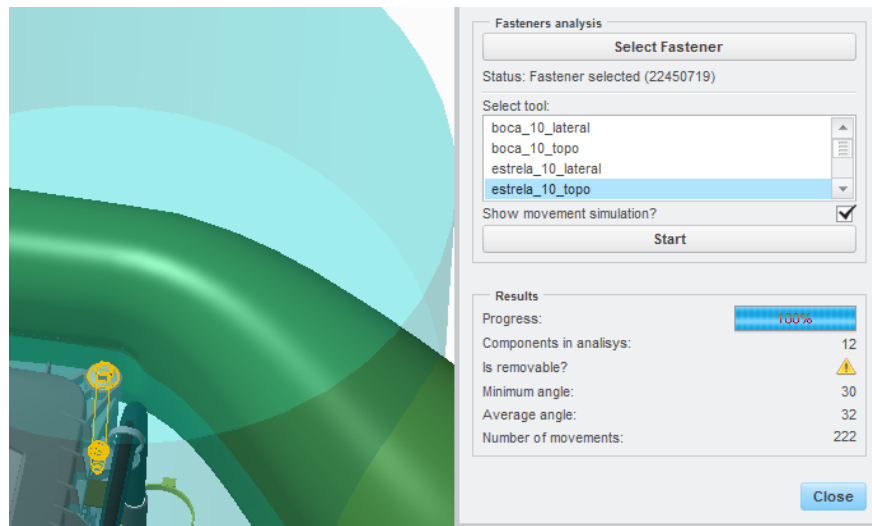 Fasteners analysis
Select Fastener
Status: Fastener selected (22450719)
Select tool:
boca_10_lateral
boca_10_topo
estrela_10_lateral
estrela_10_topo
Show movement simulation?
Start
Results
Progress: 100%
Components in analisys: 12
Is removable?
Minimum angle: 30
Average angle: 32
Number of movements: 222
Close